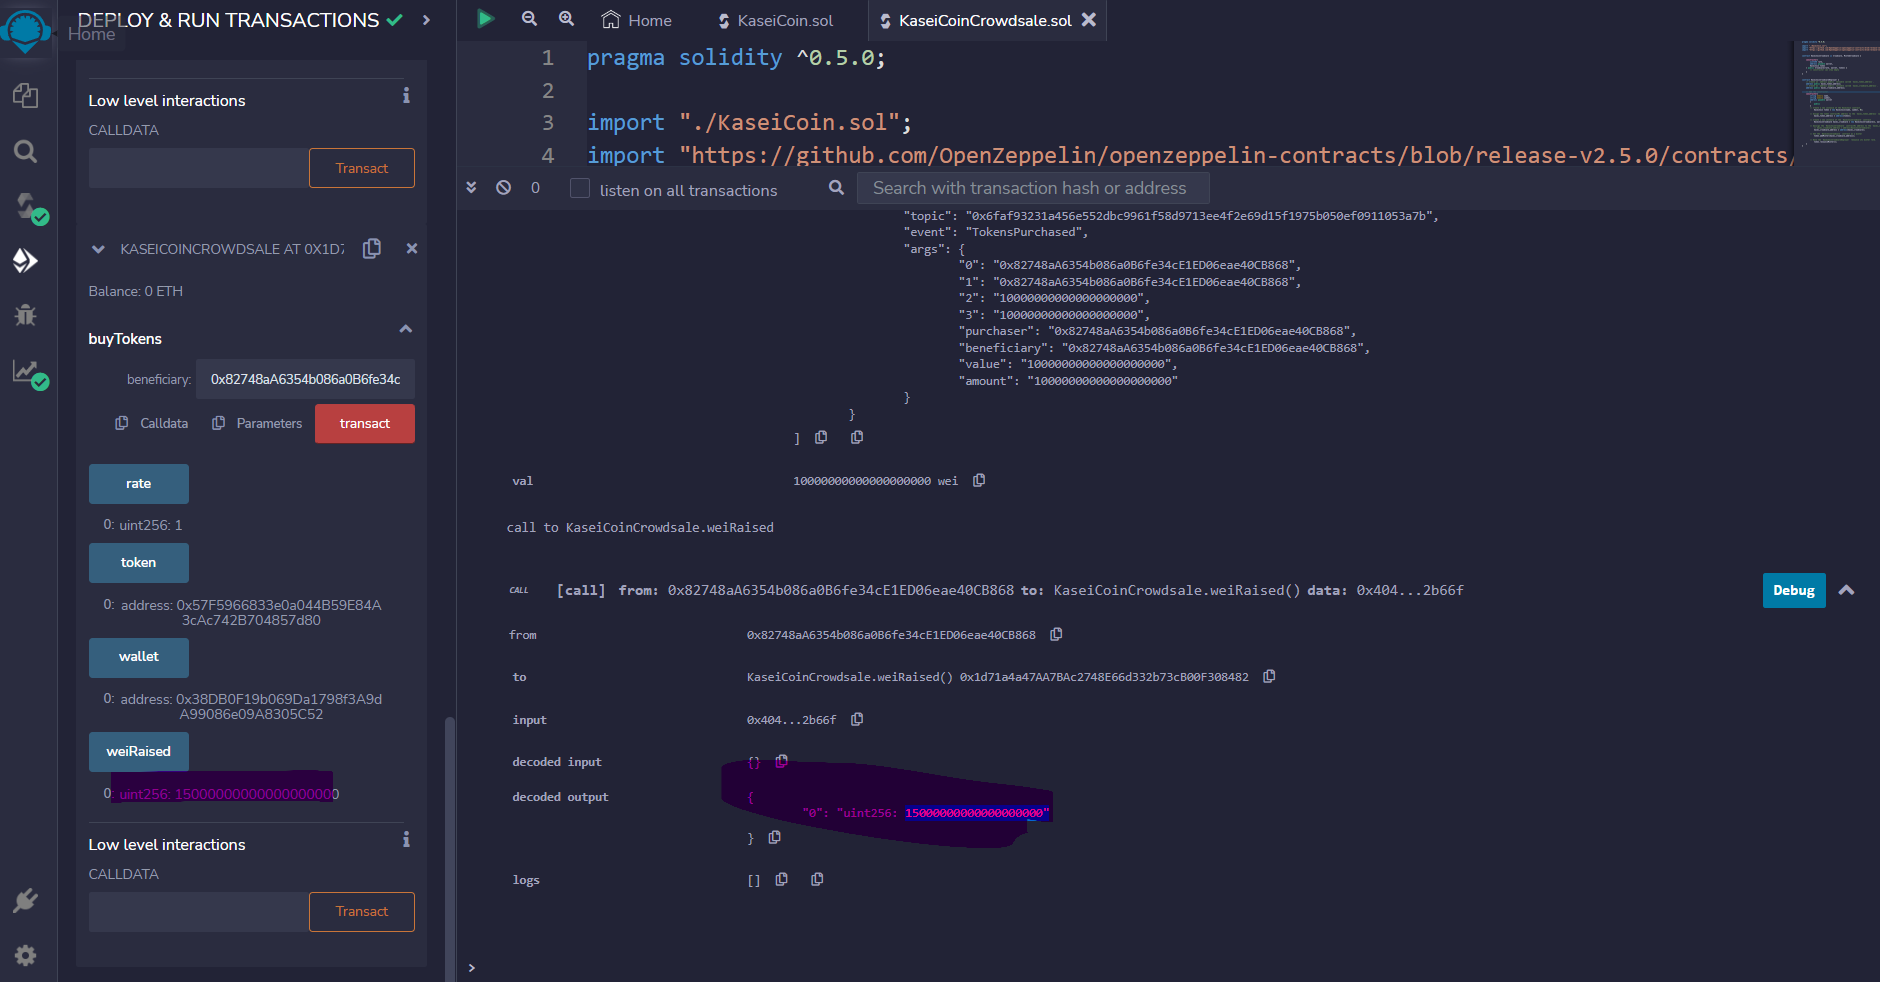 DEPLOY & RUN TRANSACTIONS
Home
Low level interactions
CALLDATA
Transact
KASEICOINCROWDSALE AT 0X1D7
Balance: 0 ETH
buyTokens
beneficiary: 0x82748aA6354b086a0B6fe34c
Calldata Parameters transact
rate
0: uint256: 1
token
0: address: 0x57F5966833e0a044B59E84A
3cAc742B704857d80
wallet
0: address: 0x38DB0F19b069Da1798f3A9d
A99086e09A8305C52
weiRaised
0: uint256: 15000000000000000000
Low level interactions
CALLDATA
Transact
Home KaseiCoin.sol KaseiCoinCrowdsale.sol
1 pragma solidity ^0.5.0;
2
3 import "./KaseiCoin.sol";
4 import "https://github.com/OpenZeppelin/openzeppelin-contracts/blob/release-v2.5.0/contracts/
0 listen on all transactions Search with transaction hash or address
"topic": "0x6faf93231a456e552dbc9961f58d9713ee4f2e69d15f1975b050ef0911053a7b",
"event": "TokensPurchased",
"args": {
"0": "0x82748aA6354b086a0B6fe34cE1ED06eae40CB868",
"1": "0x82748aA6354b086a0B6fe34cE1ED06eae40CB868",
"2": "10000000000000000000",
"3": "10000000000000000000",
"purchaser": "0x82748aA6354b086a0B6fe34cE1ED06eae40CB868",
"beneficiary": "0x82748aA6354b086a0B6fe34cE1ED06eae40CB868",
"value": "10000000000000000000",
"amount": "10000000000000000000"
}
}
]
val 10000000000000000000 wei
call to KaseiCoinCrowdsale.weiRaised
CALL [call] from: 0x82748aA6354b086a0B6fe34cE1ED06eae40CB868 to: KaseiCoinCrowdsale.weiRaised() data: 0x404...2b66f Debug
from 0x82748aA6354b086a0B6fe34cE1ED06eae40CB868
to KaseiCoinCrowdsale.weiRaised() 0x1d71a4a47AA7BAc2748E66d332b73cB00F308482
input 0x404...2b66f
decoded input {}
decoded output {
"0": "uint256: 15000000000000000000"
}
logs []
>